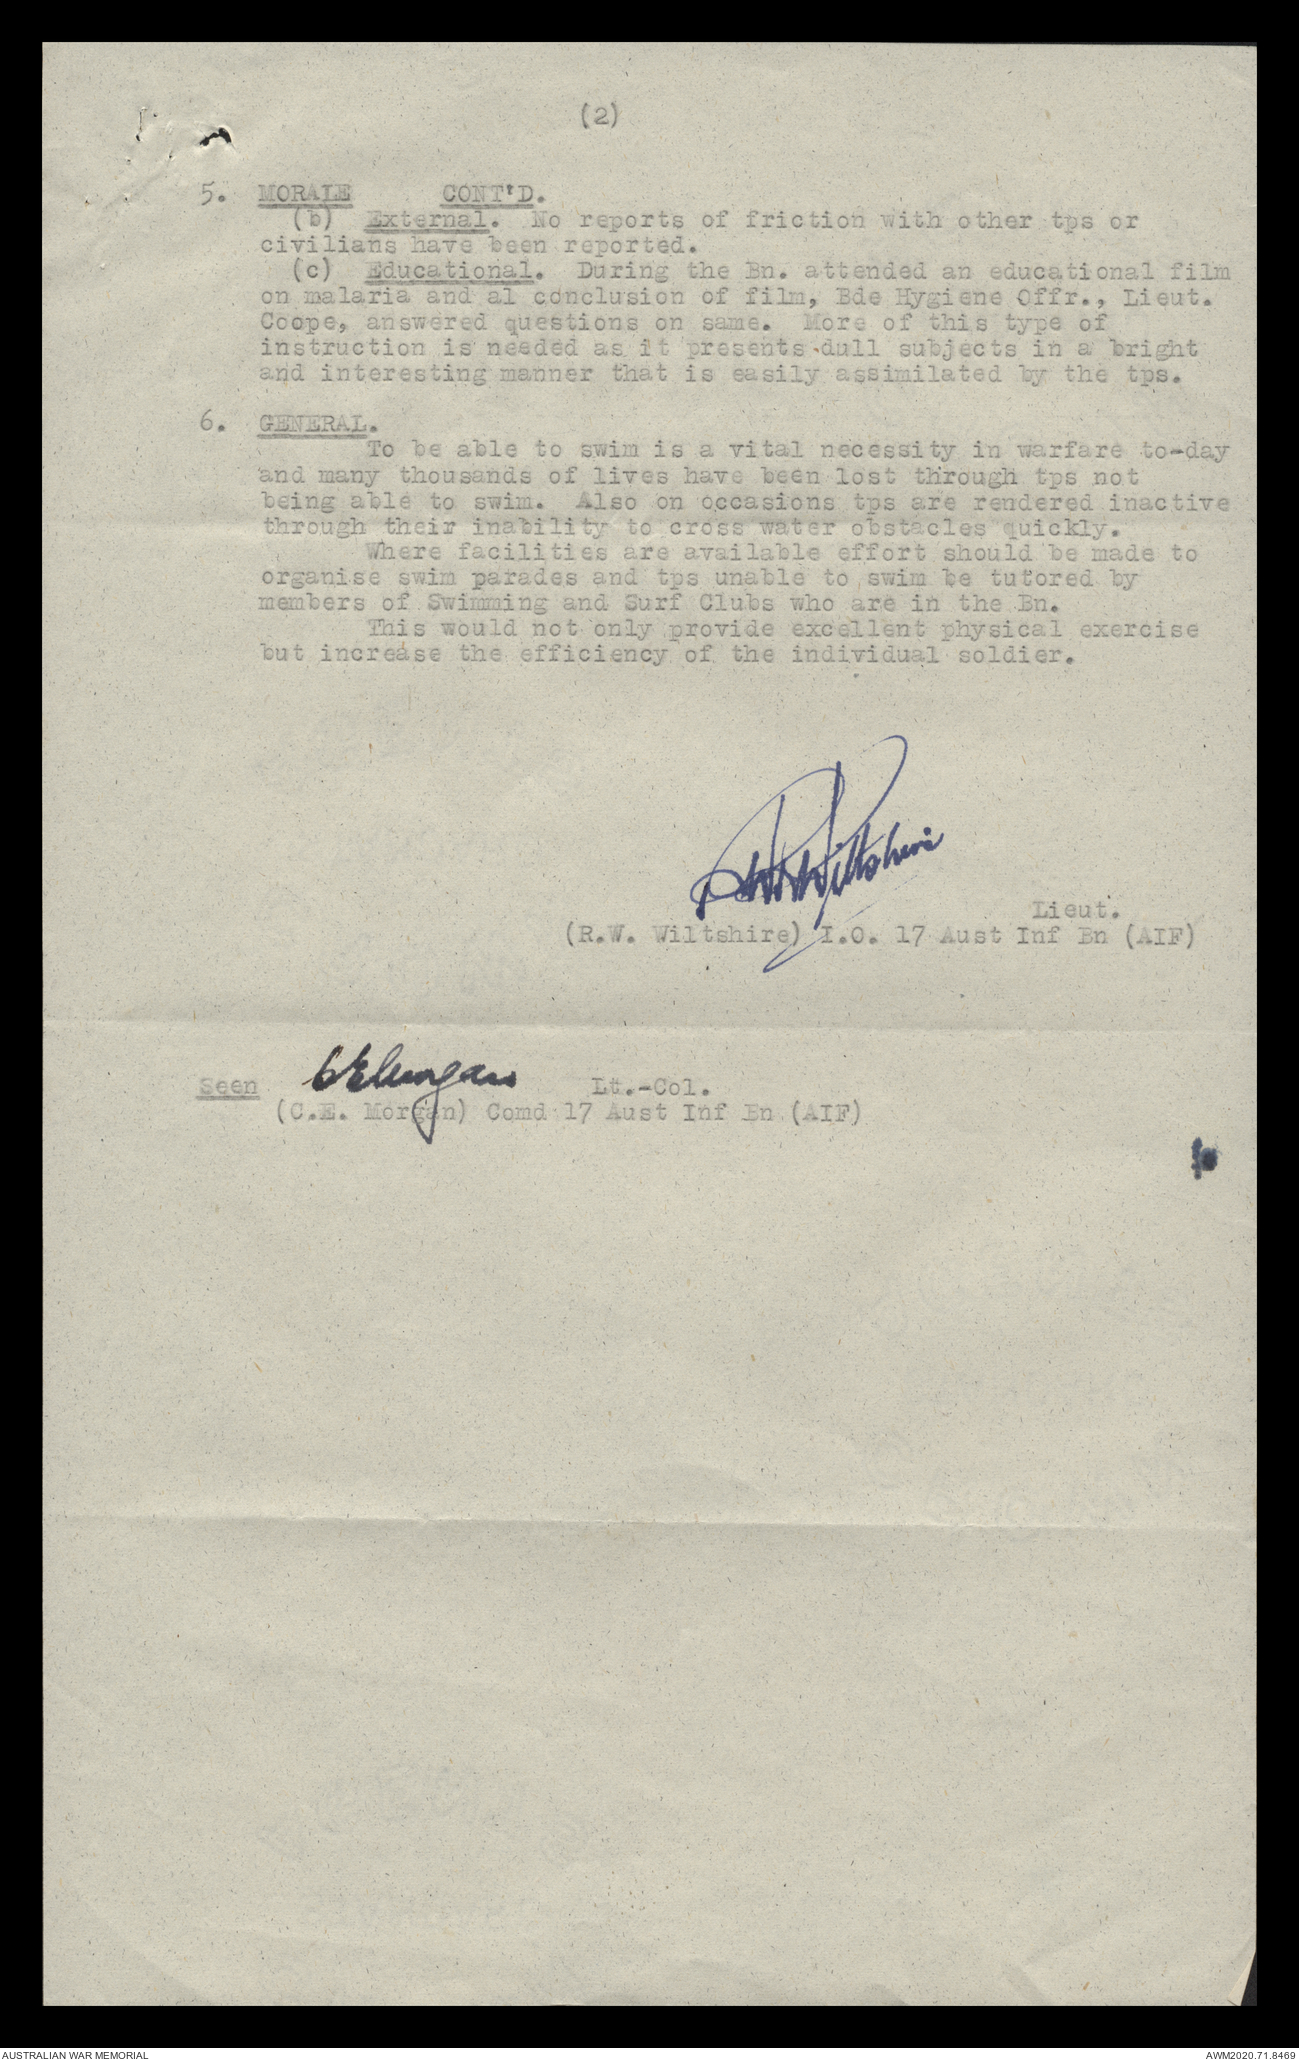 (2)
5. MORALE CONT'D.
(b) External. No reports of friction with other tps or
civilians have been reported.
(c) Educational. During the Bn. attended an educational film
on malaria and al conclusion of film, Bde Hygiene Offr., Lieut.
Coope, answered questions on same. More of this type of
instruction is needed as it presents dull subjects in a bright
and interesting manner that is easily assimilated by the tps.
6. GENERAL.
To be able to swim is a vital necessity in warfare to-day
and many thousands of lives have been lost through tps not
being able to swim. Also on occasions tps are rendered inactive
through their inability to cross water obstacles quickly.
Where facilities are available effort should be made to
organise swim parades and tps unable to swim be tutored by
members of Swimming and Surf Clubs who are in the Bn.
This would not only provide excellent physical exercise
but increase the efficiency of the individual soldier.
RWWiltshire
Lieut.
(R.W. Wiltshire) I.O. 17 Aust Inf Bn (AIF)
Seen CEMorgan Lt.-Col.
(C.E. Morgan) Comd 17 Aust Inf Bn (AIF)
AUSTRALIAN WAR MEMORIAL
AWM2020.71.8469